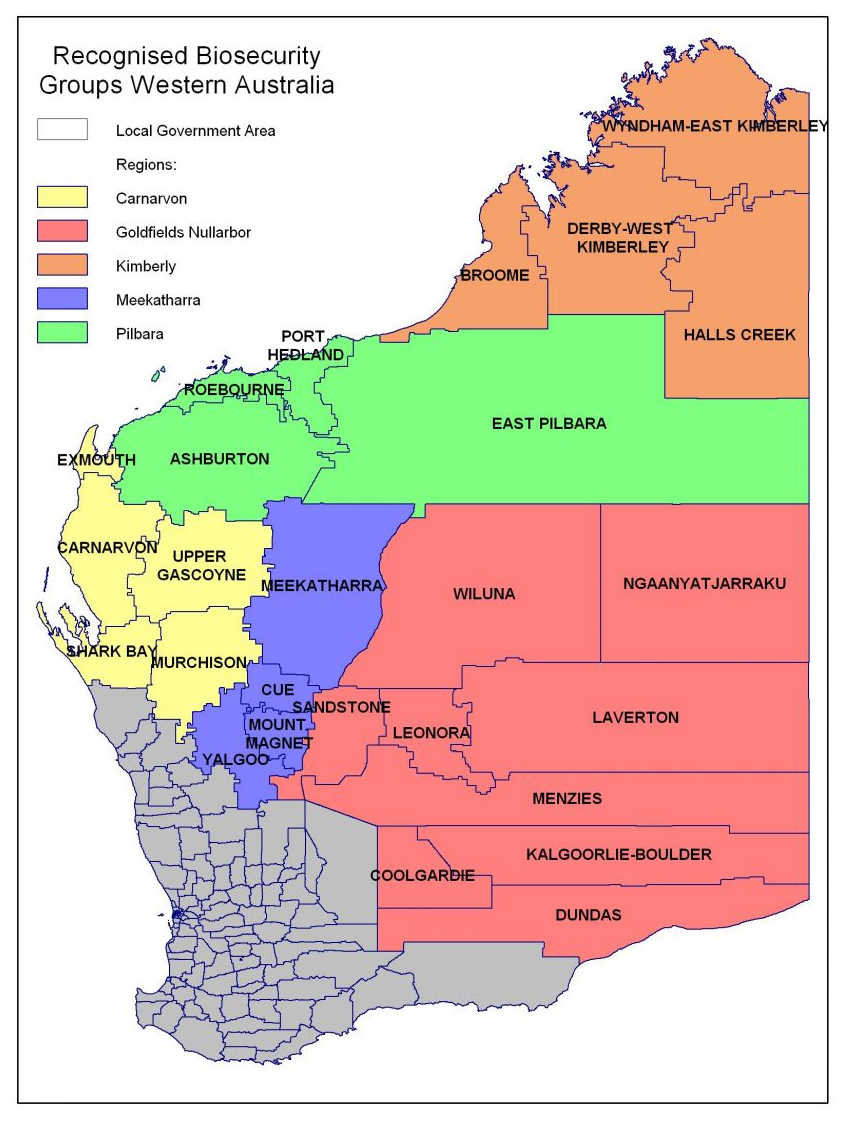 Recognised Biosecurity
Groups Western Australia
Local Government Area
Regions:
Carnarvon
Goldfields Nullarbor
Kimberly
Meekatharra
Pilbara
WYNDHAM-EAST KIMBERLEY
DERBY-WEST
KIMBERLEY
BROOME
HALLS CREEK
PORT
HEDLAND
ROEBOURNE
EAST PILBARA
ASHBURTON
EXMOUTH
CARNARVON
UPPER
GASCOYNE
MEEKATHARRA
WILUNA
NGAANYATJARRAKU
SHARK BAY
MURCHISON
CUE
SANDSTONE
MOUNT
MAGNET
LEONORA
LAVERTON
YALGOO
MENZIES
KALGOORLIE-BOULDER
COOLGARDIE
DUNDAS